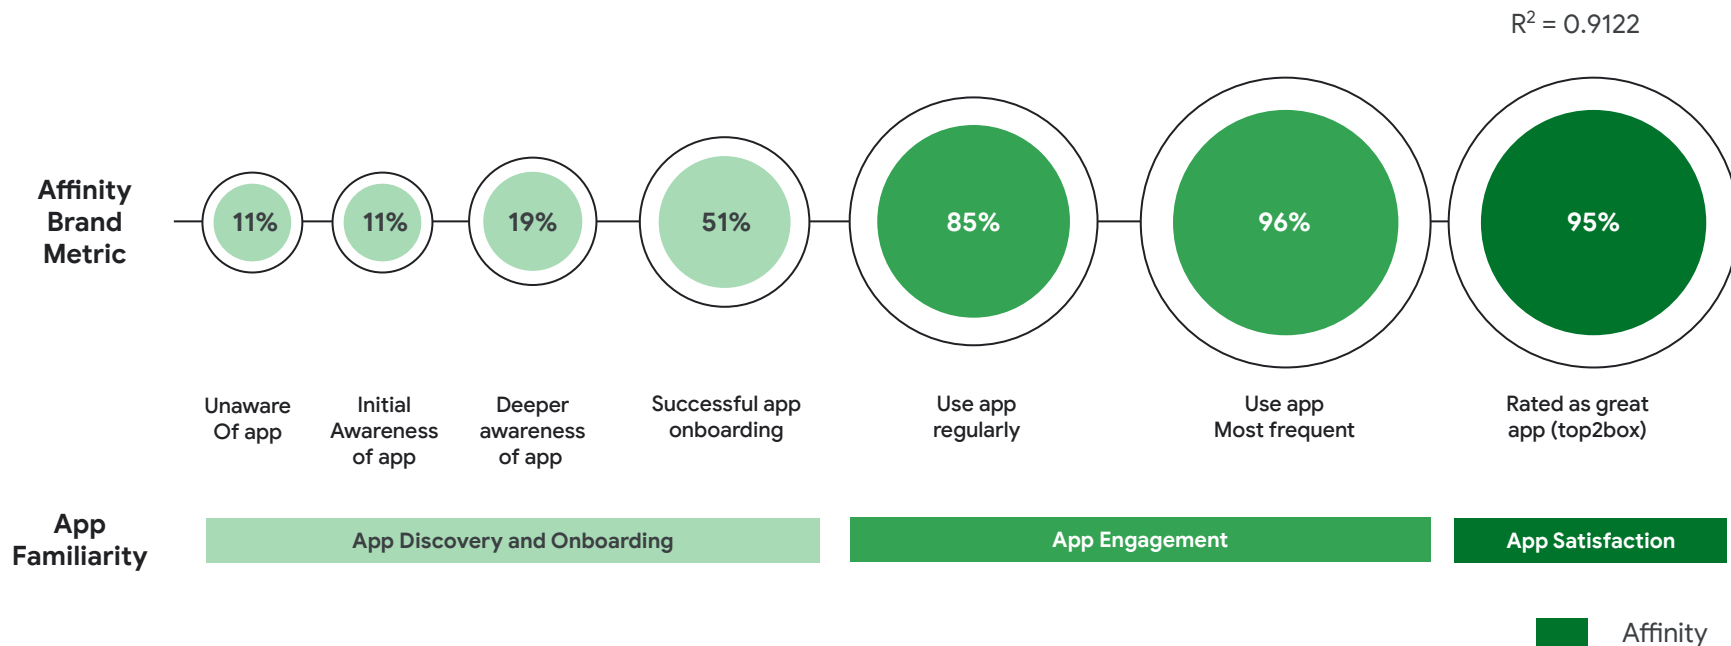 R² = 0.9122
Affinity
Brand
Metric
11%
11%
19%
51%
85%
96%
95%
Unaware
Of app
Initial
Awareness
of app
Deeper
awareness
of app
Successful app
onboarding
Use app
regularly
Use app
Most frequent
Rated as great
app (top2box)
App
Familiarity
App Discovery and Onboarding
App Engagement
App Satisfaction
Affinity